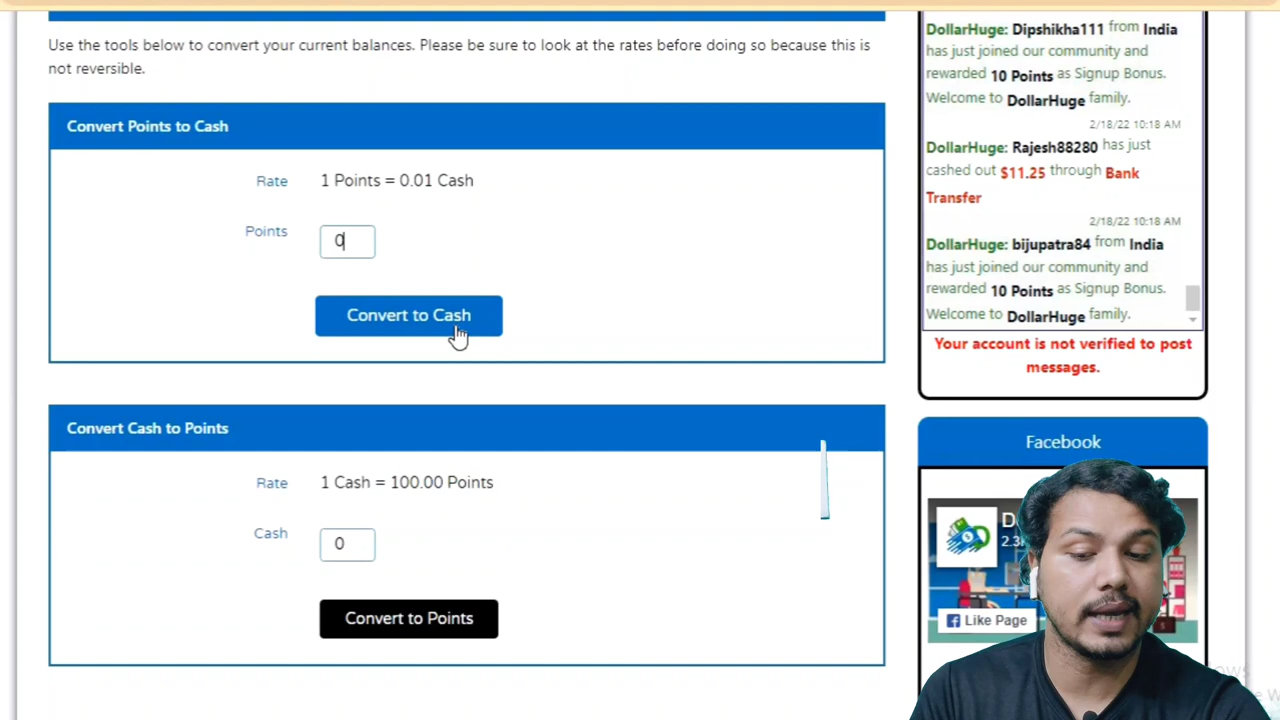 Use the tools below to convert your current balances. Please be sure to look at the rates before doing so because this is
not reversible.
Convert Points to Cash
Rate 1 Points = 0.01 Cash
Points 0
Convert to Cash
Convert Cash to Points
Rate 1 Cash = 100.00 Points
Cash 0
Convert to Points
DollarHuge: Dipshikha111 from India
has just joined our community and
rewarded 10 Points as Signup Bonus.
Welcome to DollarHuge family.
2/18/22 10:18 AM
DollarHuge: Rajesh88280 has just
cashed out $11.25 through Bank
Transfer
2/18/22 10:18 AM
DollarHuge: bijupatra84 from India
has just joined our community and
rewarded 10 Points as Signup Bonus.
Welcome to DollarHuge family.
Your account is not verified to post
messages.
Facebook
D
Like Page